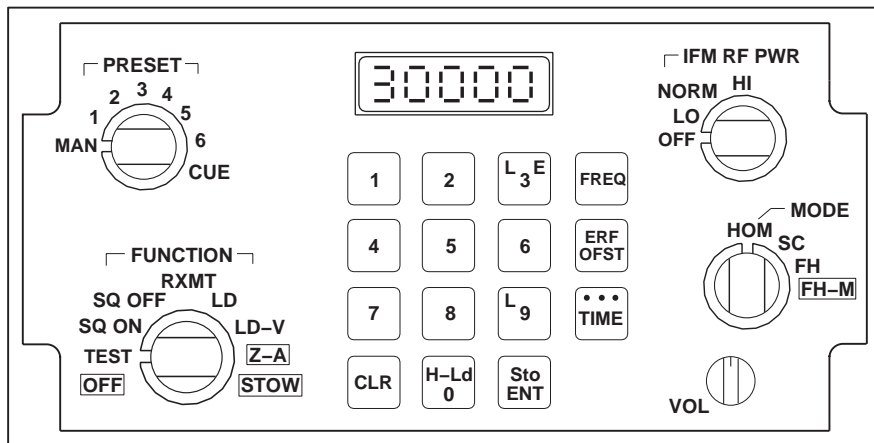 PRESET
MAN 1 2 3 4 5 6 CUE
30000
IFM RF PWR
OFF LO NORM HI
MODE
HOM SC FH FH–M
FUNCTION
OFF TEST SQ ON SQ OFF RXMT LD LD–V Z–A STOW
1 2 L 3 E FREQ
4 5 6 ERF OFST
7 8 L 9 • • • TIME
CLR H–Ld 0 Sto ENT
VOL